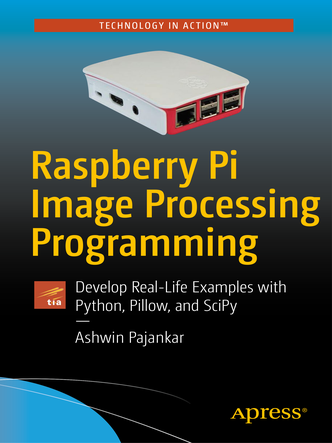 TECHNOLOGY IN ACTION™
Raspberry Pi
Image Processing
Programming
tia
Develop Real-Life Examples with
Python, Pillow, and SciPy
—
Ashwin Pajankar
Apress®